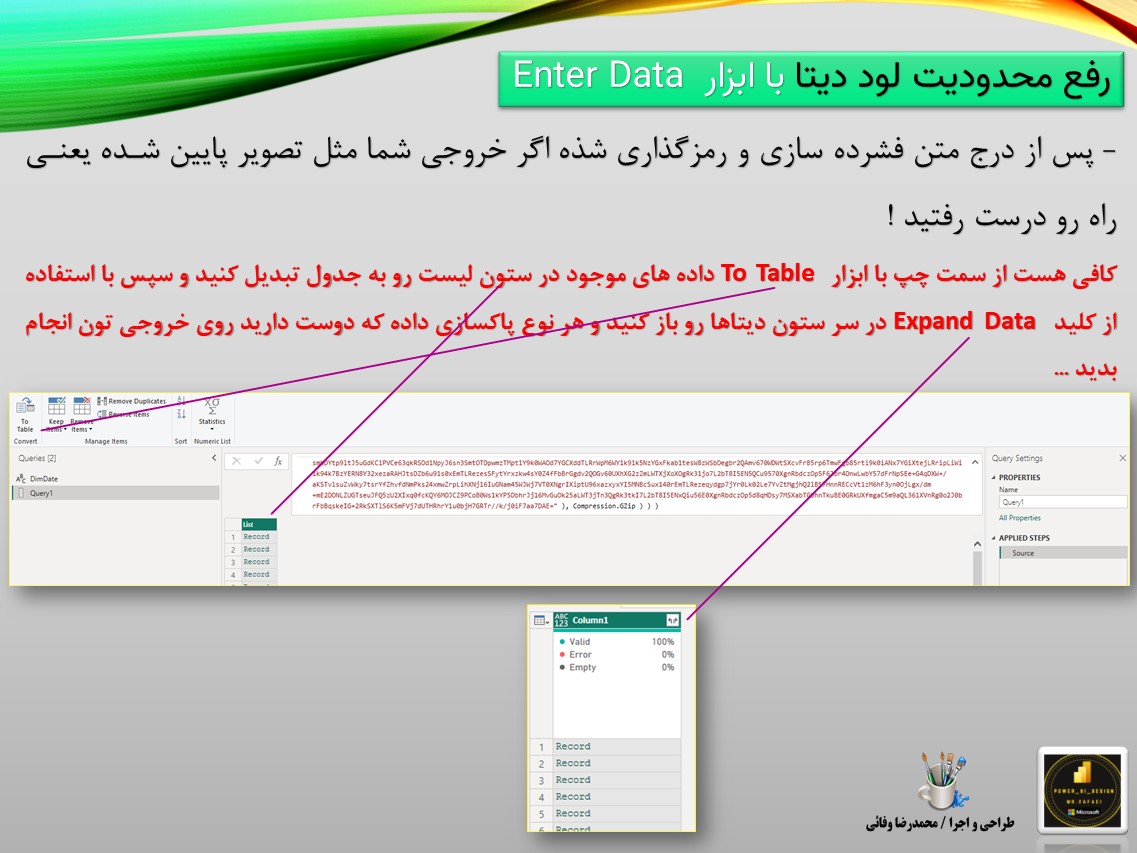 رفع محدودیت لود دیتا با ابزار Enter Data
- پس از درج متن فشرده سازی و رمزگذاری شذه اگر خروجی شما مثل تصویر پایین شده یعنی
راه رو درست رفتید !
کافی هست از سمت چپ با ابزار To Table داده های موجود در ستون لیست رو به جدول تبدیل کنید و سپس با استفاده
از کلید Expand Data در سر ستون دیتاها رو باز کنید و هر نوع پاکسازی داده که دوست دارید روی خروجی تون انجام
بدید ...
To
Table
Keep
Items
Remove
Items
Remove Duplicates
Reverse Items
Statistics
Convert
Manage Items
Sort
Numeric List
Queries [2]
DimDate
Query1
fx
), Compression.GZip ) ) )
List
1 Record
2 Record
3 Record
4 Record
Query Settings
PROPERTIES
Name
Query1
All Properties
APPLIED STEPS
Source
ABC
123
Column1
Valid 100%
Error 0%
Empty 0%
1 Record
2 Record
3 Record
4 Record
5 Record
6 Record
طراحی و اجرا / محمدرضا وفائی
POWER_BI_DESIGN
MR.VAFAEI
Microsoft